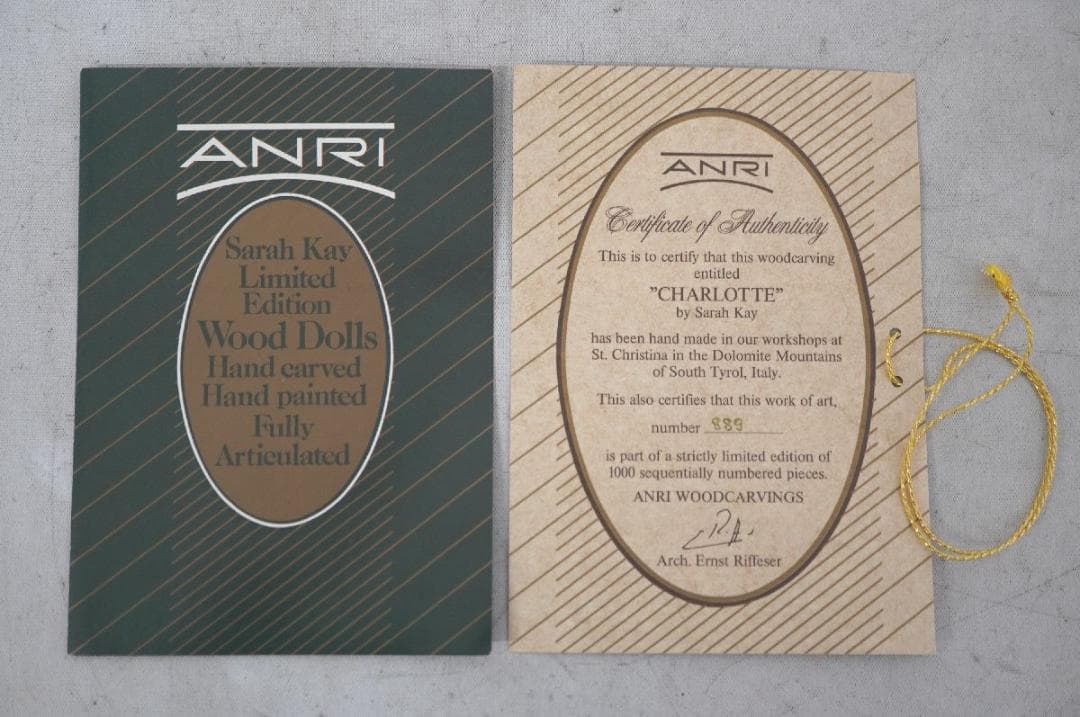 ANRI
Sarah Kay
Limited
Edition
Wood Dolls
Hand carved
Hand painted
Fully
Articulated
ANRI
Certificate of Authenticity
This is to certify that this woodcarving
entitled
"CHARLOTTE"
by Sarah Kay
has been hand made in our workshops at
St. Christina in the Dolomite Mountains
of South Tyrol, Italy.
This also certifies that this work of art,
number 889
is part of a strictly limited edition of
1000 sequentially numbered pieces.
ANRI WOODCARVINGS
Arch. Ernst Riffeser